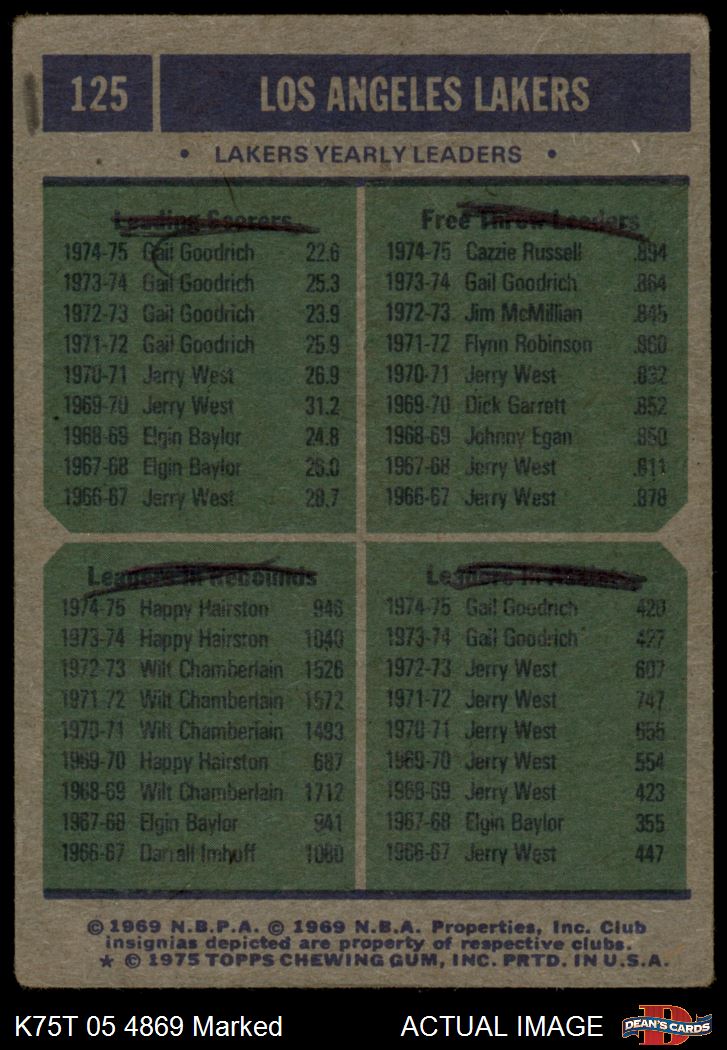 125 LOS ANGELES LAKERS
• LAKERS YEARLY LEADERS •
Leading Scorers
1974-75 Gail Goodrich 22.6
1973-74 Gail Goodrich 25.3
1972-73 Gail Goodrich 23.9
1971-72 Gail Goodrich 25.9
1970-71 Jerry West 26.9
1969-70 Jerry West 31.2
1968-69 Elgin Baylor 24.8
1967-68 Elgin Baylor 26.0
1966-67 Jerry West 28.7
Free Throw Leaders
1974-75 Cazzie Russell .894
1973-74 Gail Goodrich .864
1972-73 Jim McMillian .845
1971-72 Flynn Robinson .860
1970-71 Jerry West .832
1969-70 Dick Garrett .852
1968-69 Johnny Egan .850
1967-68 Jerry West .811
1966-67 Jerry West .878
Leaders in Rebounds
1974-75 Happy Hairston 946
1973-74 Happy Hairston 1040
1972-73 Wilt Chamberlain 1526
1971-72 Wilt Chamberlain 1572
1970-71 Wilt Chamberlain 1493
1969-70 Happy Hairston 687
1968-69 Wilt Chamberlain 1712
1967-68 Elgin Baylor 941
1966-67 Darrall Imhoff 1080
Leaders in Assists
1974-75 Gail Goodrich 420
1973-74 Gail Goodrich 427
1972-73 Jerry West 607
1971-72 Jerry West 747
1970-71 Jerry West 655
1969-70 Jerry West 554
1968-69 Jerry West 423
1967-68 Elgin Baylor 355
1966-67 Jerry West 447
© 1969 N.B.P.A. © 1969 N.B.A. Properties, Inc. Club
insignias depicted are property of respective clubs.
★ © 1975 TOPPS CHEWING GUM, INC. PRTD. IN U.S.A.
K75T 05 4869 Marked ACTUAL IMAGE
DEAN'S CARDS